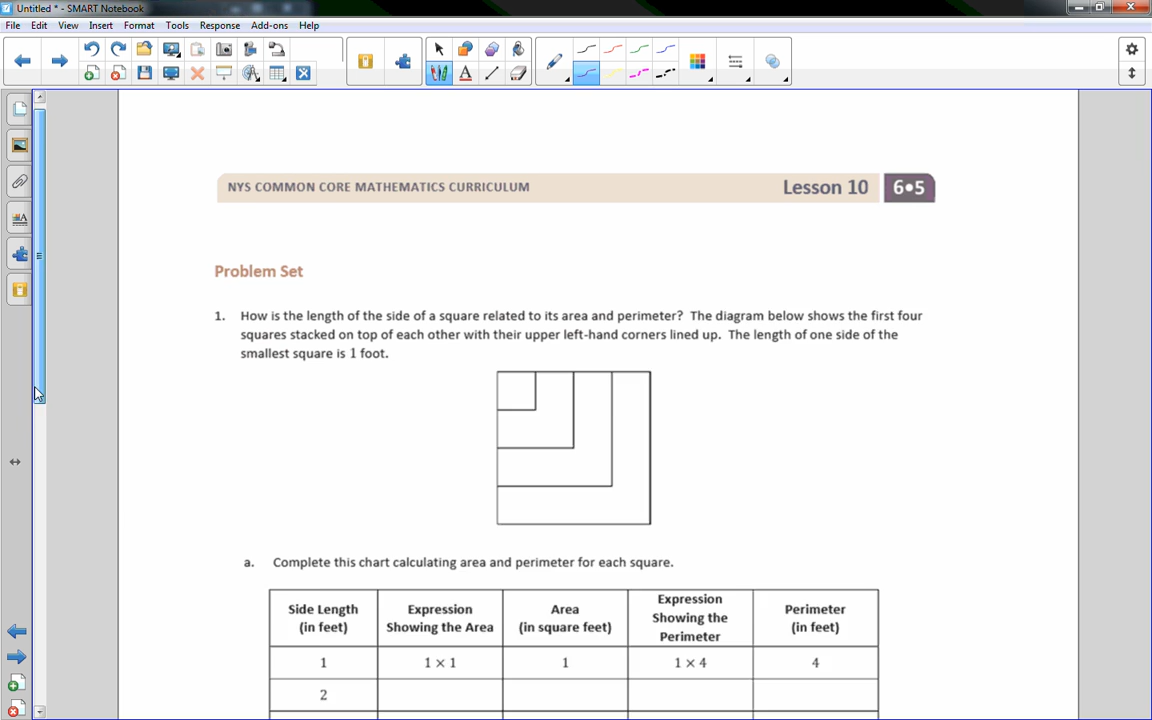 Untitled * - SMART Notebook
File Edit View Insert Format Tools Response Add-ons Help
NYS COMMON CORE MATHEMATICS CURRICULUM Lesson 10 6•5
Problem Set
1. How is the length of the side of a square related to its area and perimeter? The diagram below shows the first four
squares stacked on top of each other with their upper left-hand corners lined up. The length of one side of the
smallest square is 1 foot.
a. Complete this chart calculating area and perimeter for each square.
Side Length
(in feet)
Expression
Showing the Area
Area
(in square feet)
Expression
Showing the
Perimeter
Perimeter
(in feet)
1 1 × 1 1 1 × 4 4
2